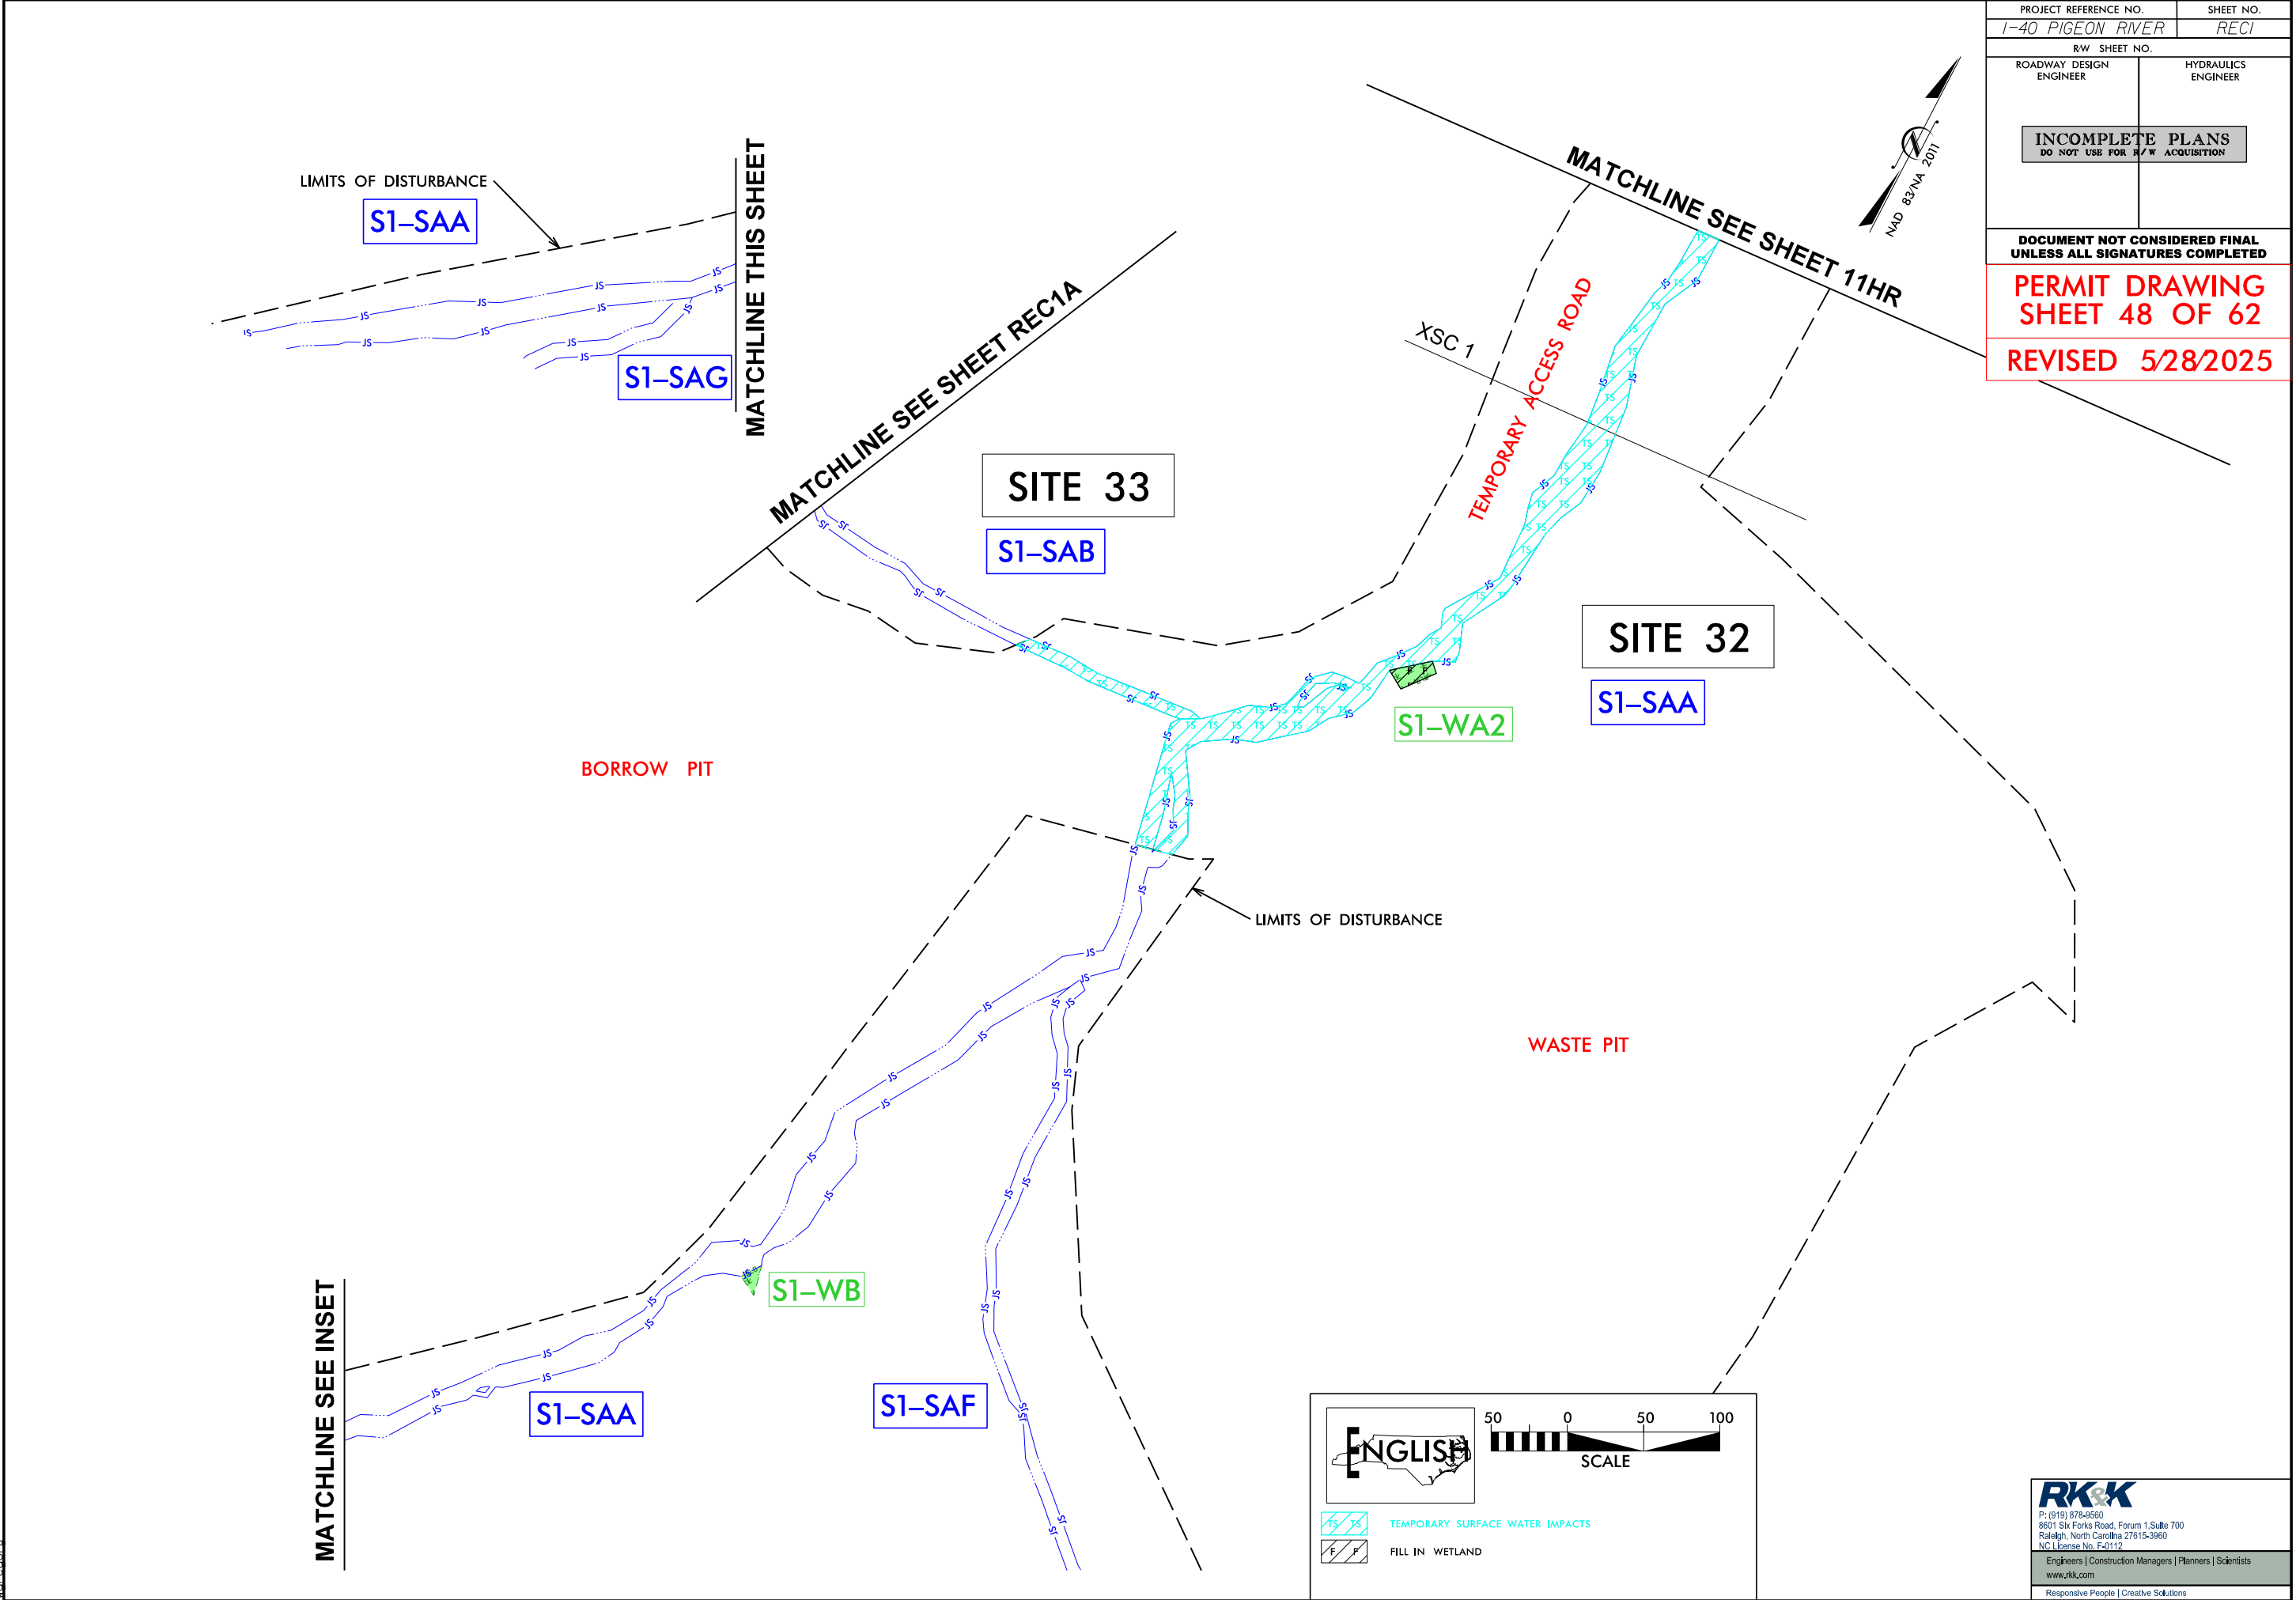 PROJECT REFERENCE NO.
SHEET NO.
I-40 PIGEON RIVER
REC1
R/W SHEET NO.
ROADWAY DESIGN
ENGINEER
HYDRAULICS
ENGINEER
INCOMPLETE PLANS
DO NOT USE FOR R/W ACQUISITION
DOCUMENT NOT CONSIDERED FINAL
UNLESS ALL SIGNATURES COMPLETED
PERMIT DRAWING
SHEET 48 OF 62
REVISED 5/28/2025
NAD 83/NA 2011
LIMITS OF DISTURBANCE
S1-SAA
S1-SAG
MATCHLINE THIS SHEET
MATCHLINE SEE SHEET REC1A
MATCHLINE SEE SHEET 11HR
XSC 1
TEMPORARY ACCESS ROAD
SITE 33
S1-SAB
SITE 32
S1-SAA
S1-WA2
BORROW PIT
LIMITS OF DISTURBANCE
WASTE PIT
S1-WB
MATCHLINE SEE INSET
S1-SAA
S1-SAF
ENGLISH
50 0 50 100
SCALE
TS TS TEMPORARY SURFACE WATER IMPACTS
F F FILL IN WETLAND
RK&K
P: (919) 878-9560
8601 Six Forks Road, Forum 1, Suite 700
Raleigh, North Carolina 27615-3960
NC License No. F-0112
Engineers | Construction Managers | Planners | Scientists
www.rkk.com
Responsive People | Creative Solutions